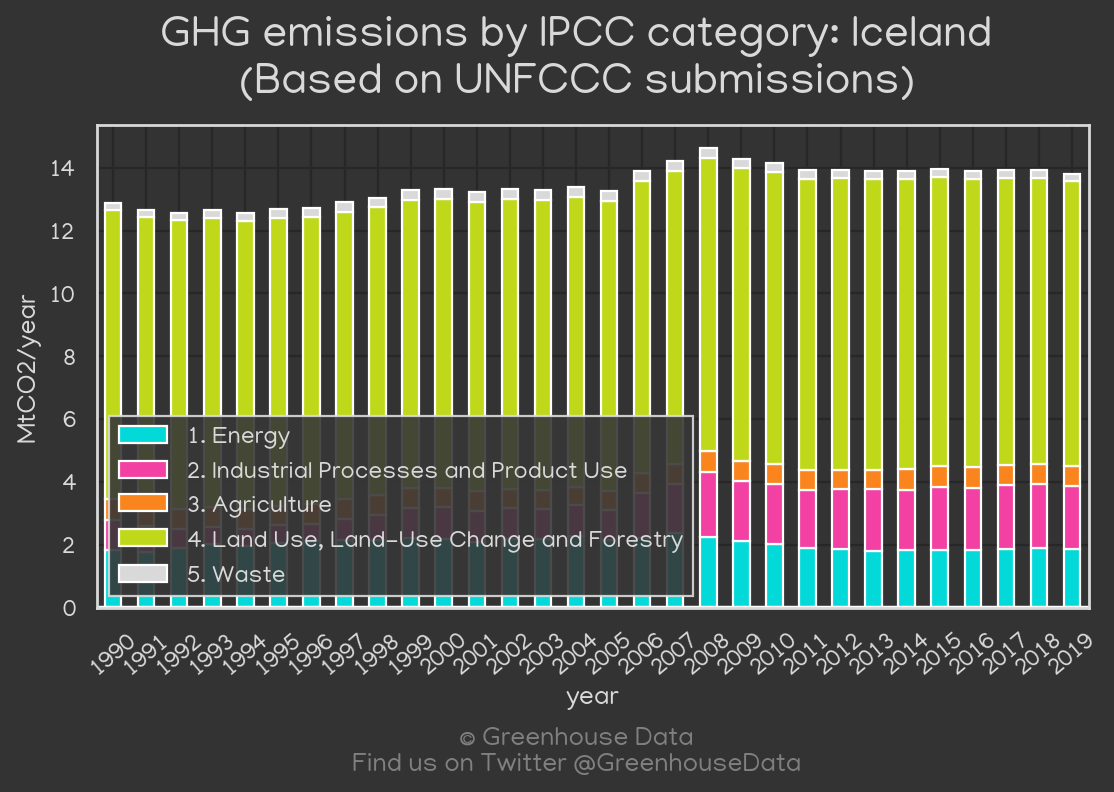 GHG emissions by IPCC category: Iceland
(Based on UNFCCC submissions)
MtCO2/year
14
12
10
8
6
4
2
0
1. Energy
2. Industrial Processes and Product Use
3. Agriculture
4. Land Use, Land-Use Change and Forestry
5. Waste
1990 1991 1992 1993 1994 1995 1996 1997 1998 1999 2000 2001 2002 2003 2004 2005 2006 2007 2008 2009 2010 2011 2012 2013 2014 2015 2016 2017 2018 2019
year
© Greenhouse Data
Find us on Twitter @GreenhouseData